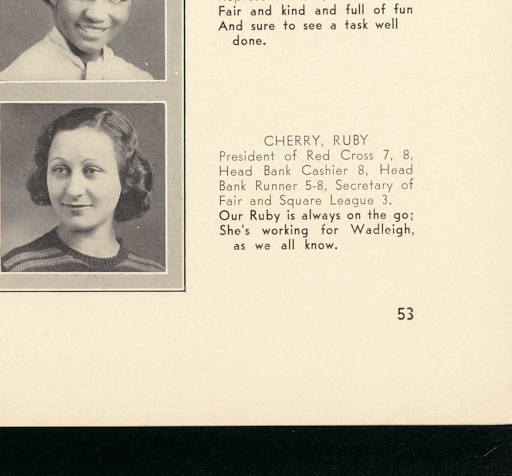 Fair and kind and full of fun
And sure to see a task well
done.
CHERRY, RUBY
President of Red Cross 7, 8,
Head Bank Cashier 8, Head
Bank Runner 5-8, Secretary of
Fair and Square League 3.
Our Ruby is always on the go;
She's working for Wadleigh,
as we all know.
53